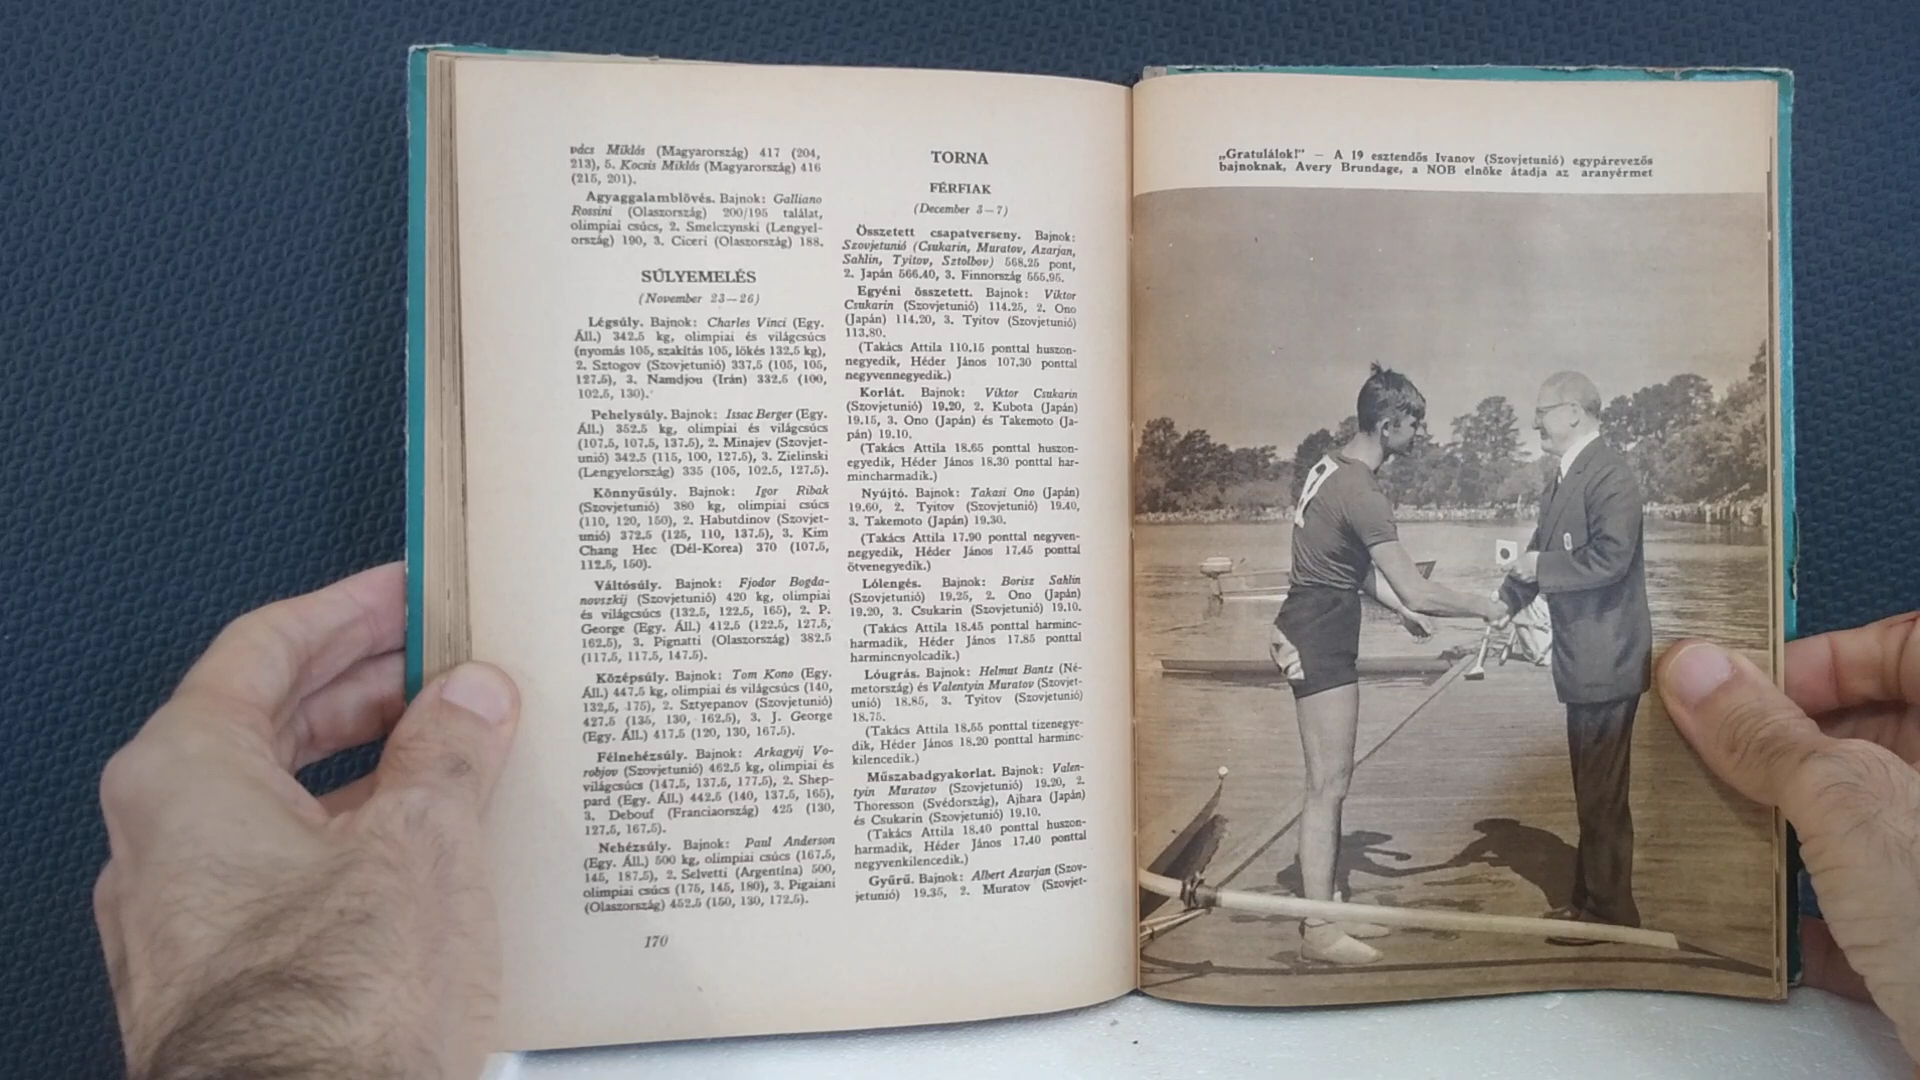 vács Miklós (Magyarország) 417 (204,
213), 5. Kocsis Miklós (Magyarország) 416
(215, 201).
Agyaggalamblövés. Bajnok: Galliano
Rossini (Olaszország) 200/195 találat,
olimpiai csúcs, 2. Smelczynski (Lengyel-
ország) 190, 3. Ciceri (Olaszország) 188.
SÚLYEMELÉS
(November 23—26)
Légsúly. Bajnok: Charles Vinci (Egy.
Áll.) 342.5 kg, olimpiai és világcsúcs
(nyomás 105, szakítás 105, lökés 132.5 kg),
2. Sztogov (Szovjetunió) 337.5 (105, 105,
127.5), 3. Namdjou (Irán) 332.5 (100,
102.5, 130).
Pehelysúly. Bajnok: Issac Berger (Egy.
Áll.) 352.5 kg, olimpiai és világcsúcs
(107.5, 107.5, 137.5), 2. Minajev (Szovjet-
unió) 342.5 (115, 100, 127.5), 3. Zielinski
(Lengyelország) 335 (105, 102.5, 127.5).
Könnyűsúly. Bajnok: Igor Ribak
(Szovjetunió) 380 kg, olimpiai csúcs
(110, 120, 150), 2. Habutdinov (Szovjet-
unió) 372.5 (125, 110, 137.5), 3. Kim
Chang Hec (Dél-Korea) 370 (107.5,
112.5, 150).
Váltósúly. Bajnok: Fjodor Bogda-
novszkij (Szovjetunió) 420 kg, olimpiai
és világcsúcs (132.5, 122.5, 165), 2. P.
George (Egy. Áll.) 412.5 (122.5, 127.5,
162.5), 3. Pignatti (Olaszország) 382.5
(117.5, 117.5, 147.5).
Középsúly. Bajnok: Tom Kono (Egy.
Áll.) 447.5 kg, olimpiai és világcsúcs (140,
132,5, 175), 2. Sztyepanov (Szovjetunió)
427.5 (135, 130, 162.5), 3. J. George
(Egy. Áll.) 417.5 (120, 130, 167.5).
Félnehézsúly. Bajnok: Arkagyij Vo-
robjov (Szovjetunió) 462.5 kg, olimpiai és
világcsúcs (147.5, 137.5, 177.5), 2. Shep-
pard (Egy. Áll.) 442.5 (140, 137.5, 165),
3. Debouf (Franciaország) 425 (130,
127.5, 167.5).
Nehézsúly. Bajnok: Paul Anderson
(Egy. Áll.) 500 kg, olimpiai csúcs (167.5,
145, 187.5), 2. Selvetti (Argentína) 500,
olimpiai csúcs (175, 145, 180), 3. Pigaiani
(Olaszország) 452.5 (150, 130, 172.5).
170
TORNA
FÉRFIAK
(December 3—7)
Összetett csapatverseny. Bajnok:
Szovjetunió (Csukarin, Muratov, Azarjan,
Sahlin, Tyitov, Sztolbov) 568.25 pont,
2. Japán 566.40, 3. Finnország 555.95.
Egyéni összetett. Bajnok: Viktor
Csukarin (Szovjetunió) 114.25, 2. Ono
(Japán) 114.20, 3. Tyitov (Szovjetunió)
113.80.
(Takács Attila 110.15 ponttal huszon-
negyedik, Héder János 107.30 ponttal
negyvennegyedik.)
Korlát. Bajnok: Viktor Csukarin
(Szovjetunió) 19.20, 2. Kubota (Japán)
19.15, 3. Ono (Japán) és Takemoto (Ja-
pán) 19.10.
(Takács Attila 18.65 ponttal huszon-
egyedik, Héder János 18.30 ponttal har-
mincharmadik.)
Nyújtó. Bajnok: Takasi Ono (Japán)
19.60, 2. Tyitov (Szovjetunió) 19.40,
3. Takemoto (Japán) 19.30.
(Takács Attila 17.90 ponttal negyven-
negyedik, Héder János 17.45 ponttal
ötvenegyedik.)
Lólengés. Bajnok: Borisz Sahlin
(Szovjetunió) 19.25, 2. Ono (Japán)
19.20, 3. Csukarin (Szovjetunió) 19.10.
(Takács Attila 18.45 ponttal harminc-
harmadik, Héder János 17.85 ponttal
harmincnyolcadik.)
Lóugrás. Bajnok: Helmut Bantz (Né-
metország) és Valentyin Muratov (Szovjet-
unió) 18.85, 3. Tyitov (Szovjetunió)
18.75.
(Takács Attila 18.55 ponttal tizenegye-
dik, Héder János 18.20 ponttal harminc-
kilencedik.)
Műszabadgyakorlat. Bajnok: Valen-
tyin Muratov (Szovjetunió) 19.20, 2.
Thoresson (Svédország), Ajhara (Japán)
és Csukarin (Szovjetunió) 19.10.
(Takács Attila 18.40 ponttal huszon-
harmadik, Héder János 17.40 ponttal
negyvenkilencedik.)
Gyűrű. Bajnok: Albert Azarjan (Szov-
jetunió) 19.35, 2. Muratov (Szovjet-
„Gratulálok!” — A 19 esztendős Ivanov (Szovjetunió) egypárevezős
bajnoknak, Avery Brundage, a NOB elnöke átadja az aranyérmet